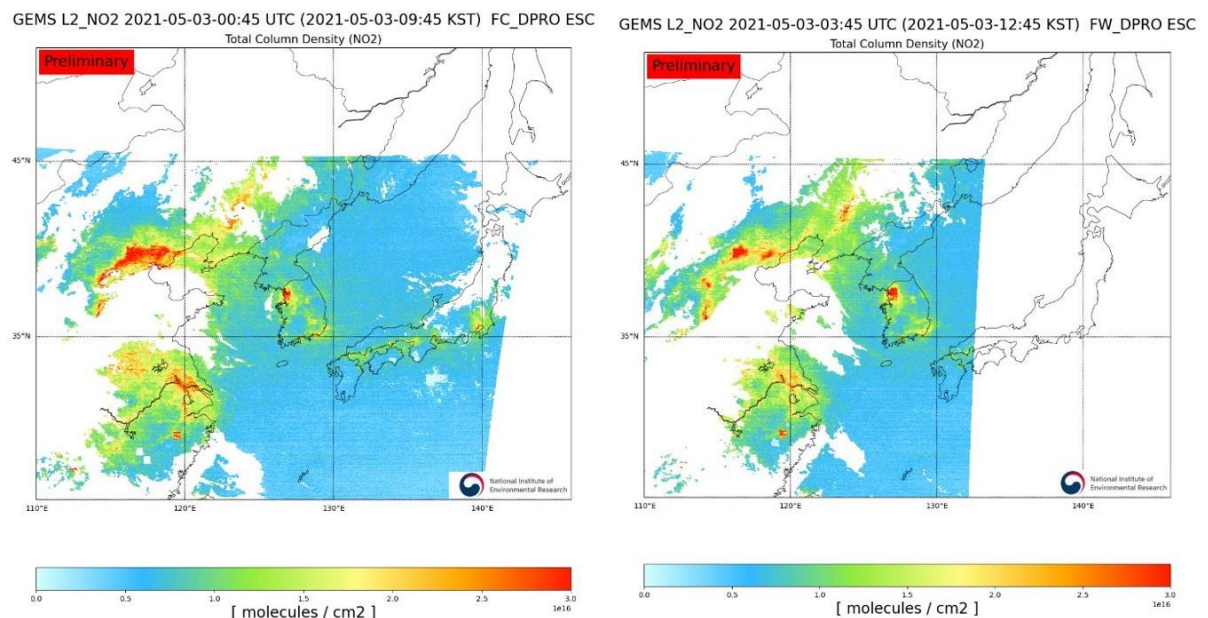 GEMS L2_NO2 2021-05-03-00:45 UTC (2021-05-03-09:45 KST) FC_DPRO ESC
Total Column Density (NO2)
Preliminary
45°N
35°N
National Institute of
Environmental Research
110°E 120°E 130°E 140°E
0.0 0.5 1.0 1.5 2.0 2.5 3.0
1e16
[ molecules / cm2 ]
GEMS L2_NO2 2021-05-03-03:45 UTC (2021-05-03-12:45 KST) FW_DPRO ESC
Total Column Density (NO2)
Preliminary
45°N
35°N
National Institute of
Environmental Research
110°E 120°E 130°E 140°E
0.0 0.5 1.0 1.5 2.0 2.5 3.0
1e16
[ molecules / cm2 ]